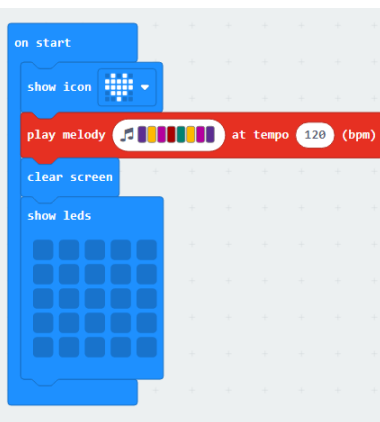 on start
show icon
play melody at tempo 120 (bpm)
clear screen
show leds